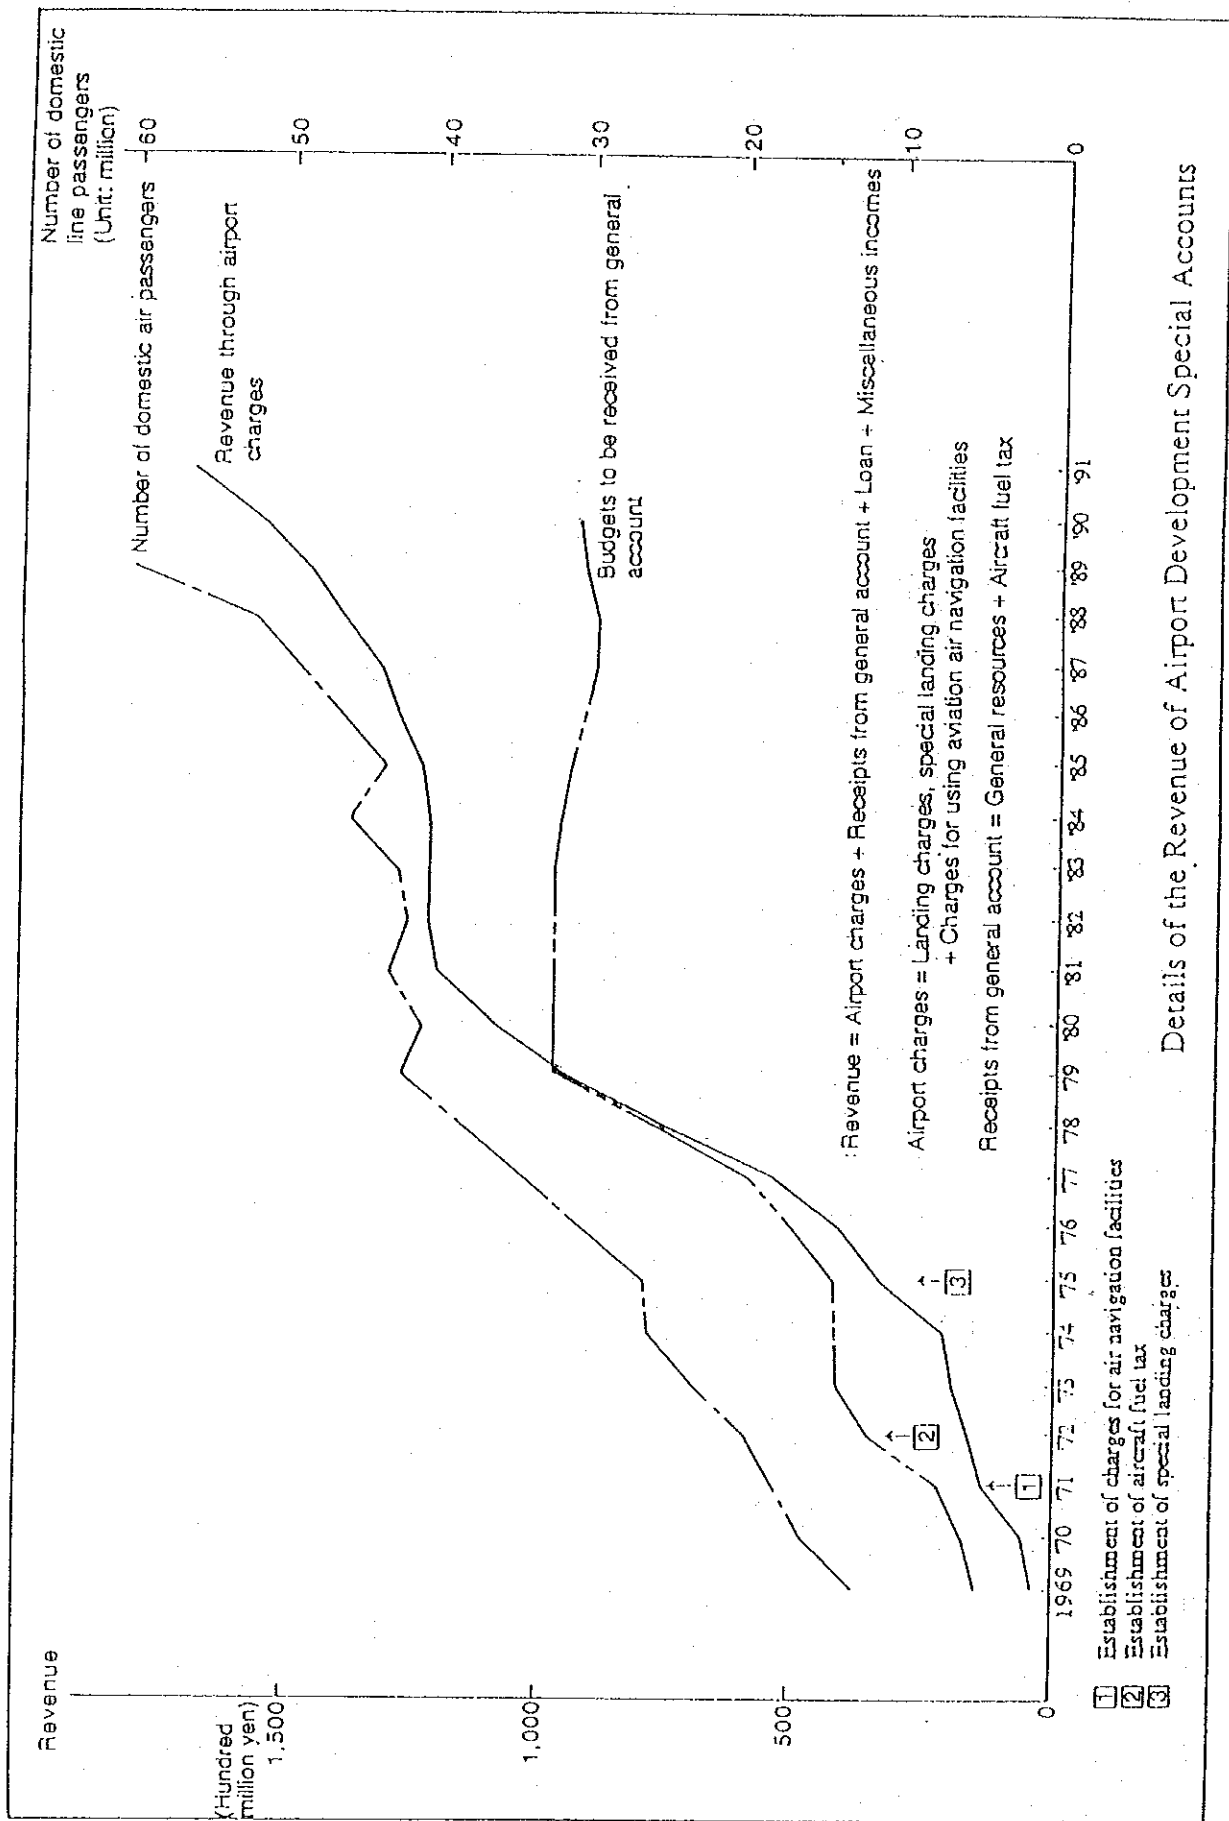 Revenue
(Hundred
million yen)
1,500
1,000
500
0
Number of domestic
line passengers
(Unit: million)
60
50
40
30
20
10
0
Number of domestic air passengers
Revenue through airport
charges
Budgets to be received from general
account
Revenue = Airport charges + Receipts from general account + Loan + Miscellaneous incomes
Airport charges = Landing charges, special landing charges
+ Charges for using aviation air navigation facilities
Receipts from general account = General resources + Aircraft fuel tax
1
2
3
1969 70 71 72 73 74 75 76 77 78 79 '80 '81 '82 '83 '84 '85 '86 '87 '88 '89 '90 '91
1 Establishment of charges for air navigation facilities
2 Establishment of aircraft fuel tax
3 Establishment of special landing charges
Details of the Revenue of Airport Development Special Accounts